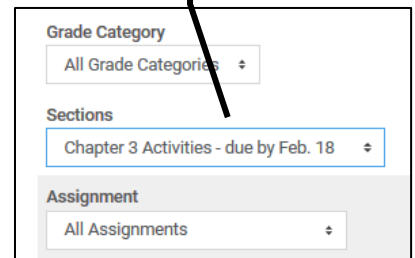 Grade Category
All Grade Categories
Sections
Chapter 3 Activities - due by Feb. 18
Assignment
All Assignments